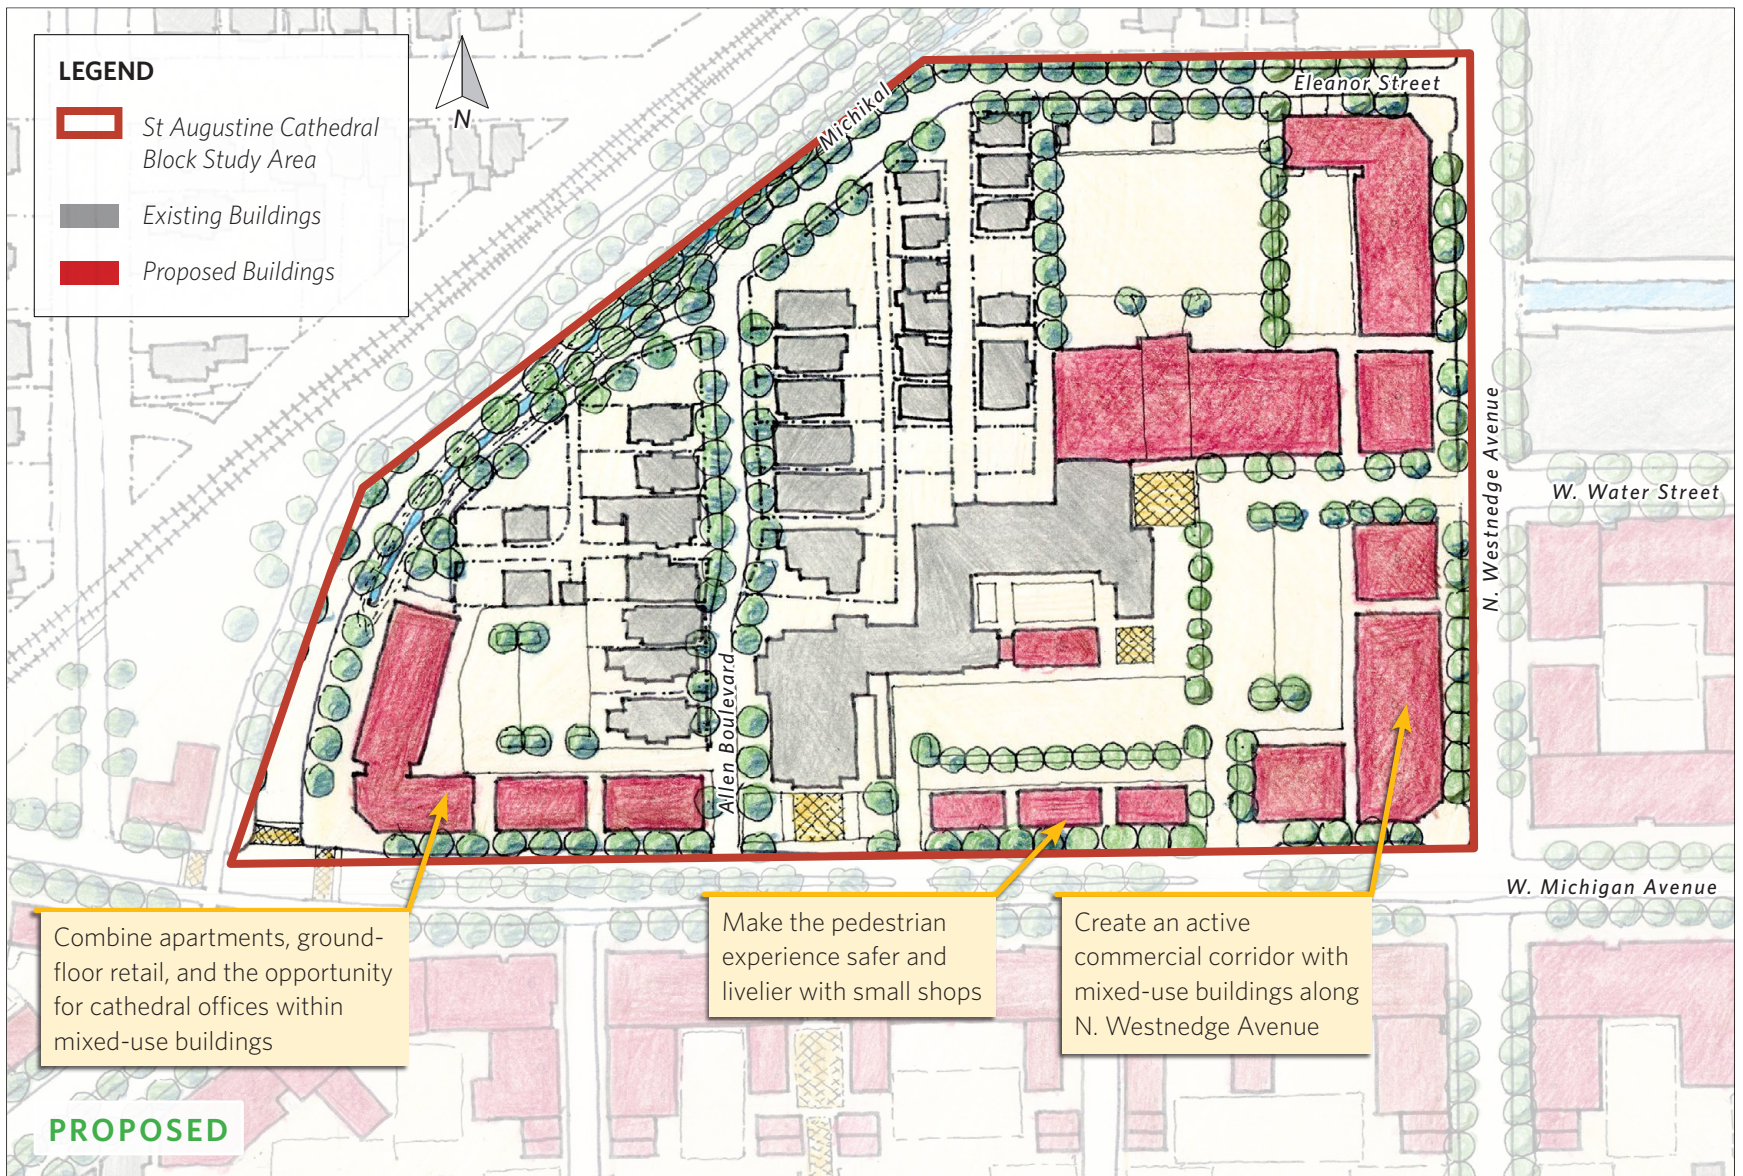 LEGEND
St Augustine Cathedral
Block Study Area
Existing Buildings
Proposed Buildings
N
Michikal
Eleanor Street
N. Westnedge Avenue
W. Water Street
Allen Boulevard
W. Michigan Avenue
Combine apartments, ground-
floor retail, and the opportunity
for cathedral offices within
mixed-use buildings
Make the pedestrian
experience safer and
livelier with small shops
Create an active
commercial corridor with
mixed-use buildings along
N. Westnedge Avenue
PROPOSED